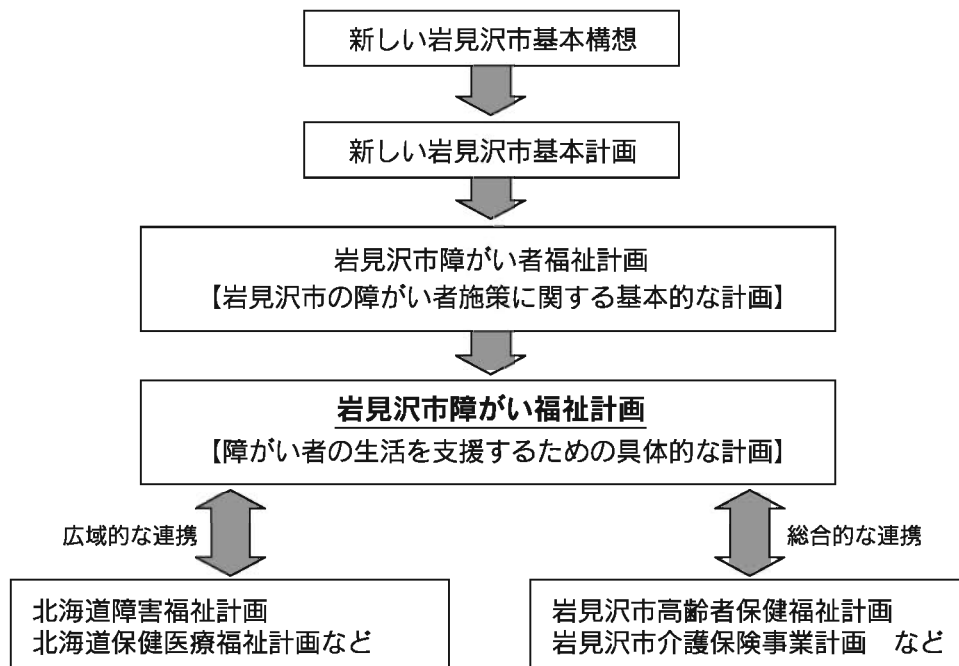 新しい岩見沢市基本構想
新しい岩見沢市基本計画
岩見沢市障がい者福祉計画
【岩見沢市の障がい者施策に関する基本的な計画】
岩見沢市障がい福祉計画
【障がい者の生活を支援するための具体的な計画】
広域的な連携
総合的な連携
北海道障害福祉計画
北海道保健医療福祉計画など
岩見沢市高齢者保健福祉計画
岩見沢市介護保険事業計画　など